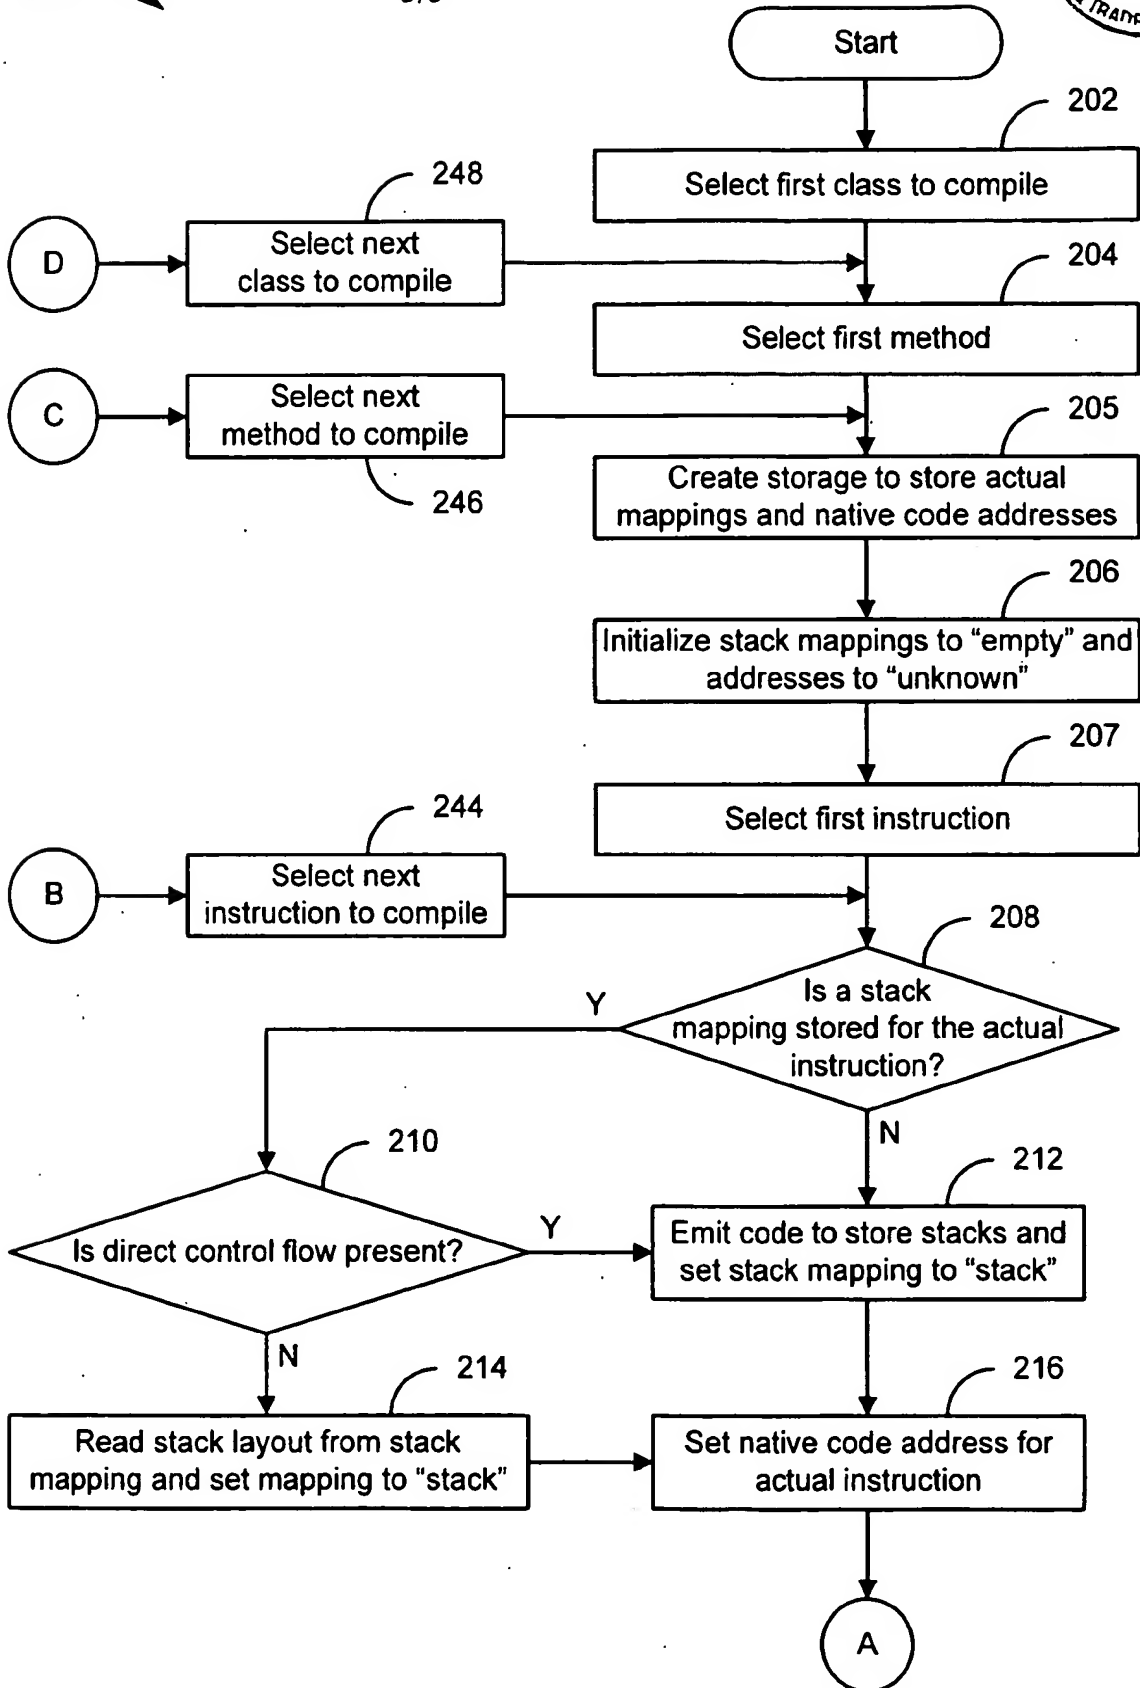 Start
202
Select first class to compile
248
Select next
class to compile
D
204
Select first method
C
Select next
method to compile
246
205
Create storage to store actual
mappings and native code addresses
206
Initialize stack mappings to “empty” and
addresses to “unknown”
207
Select first instruction
244
B
Select next
instruction to compile
208
Is a stack
mapping stored for the actual
instruction?
Y
N
210
Is direct control flow present?
Y
N
212
Emit code to store stacks and
set stack mapping to “stack”
214
Read stack layout from stack
mapping and set mapping to “stack”
216
Set native code address for
actual instruction
A